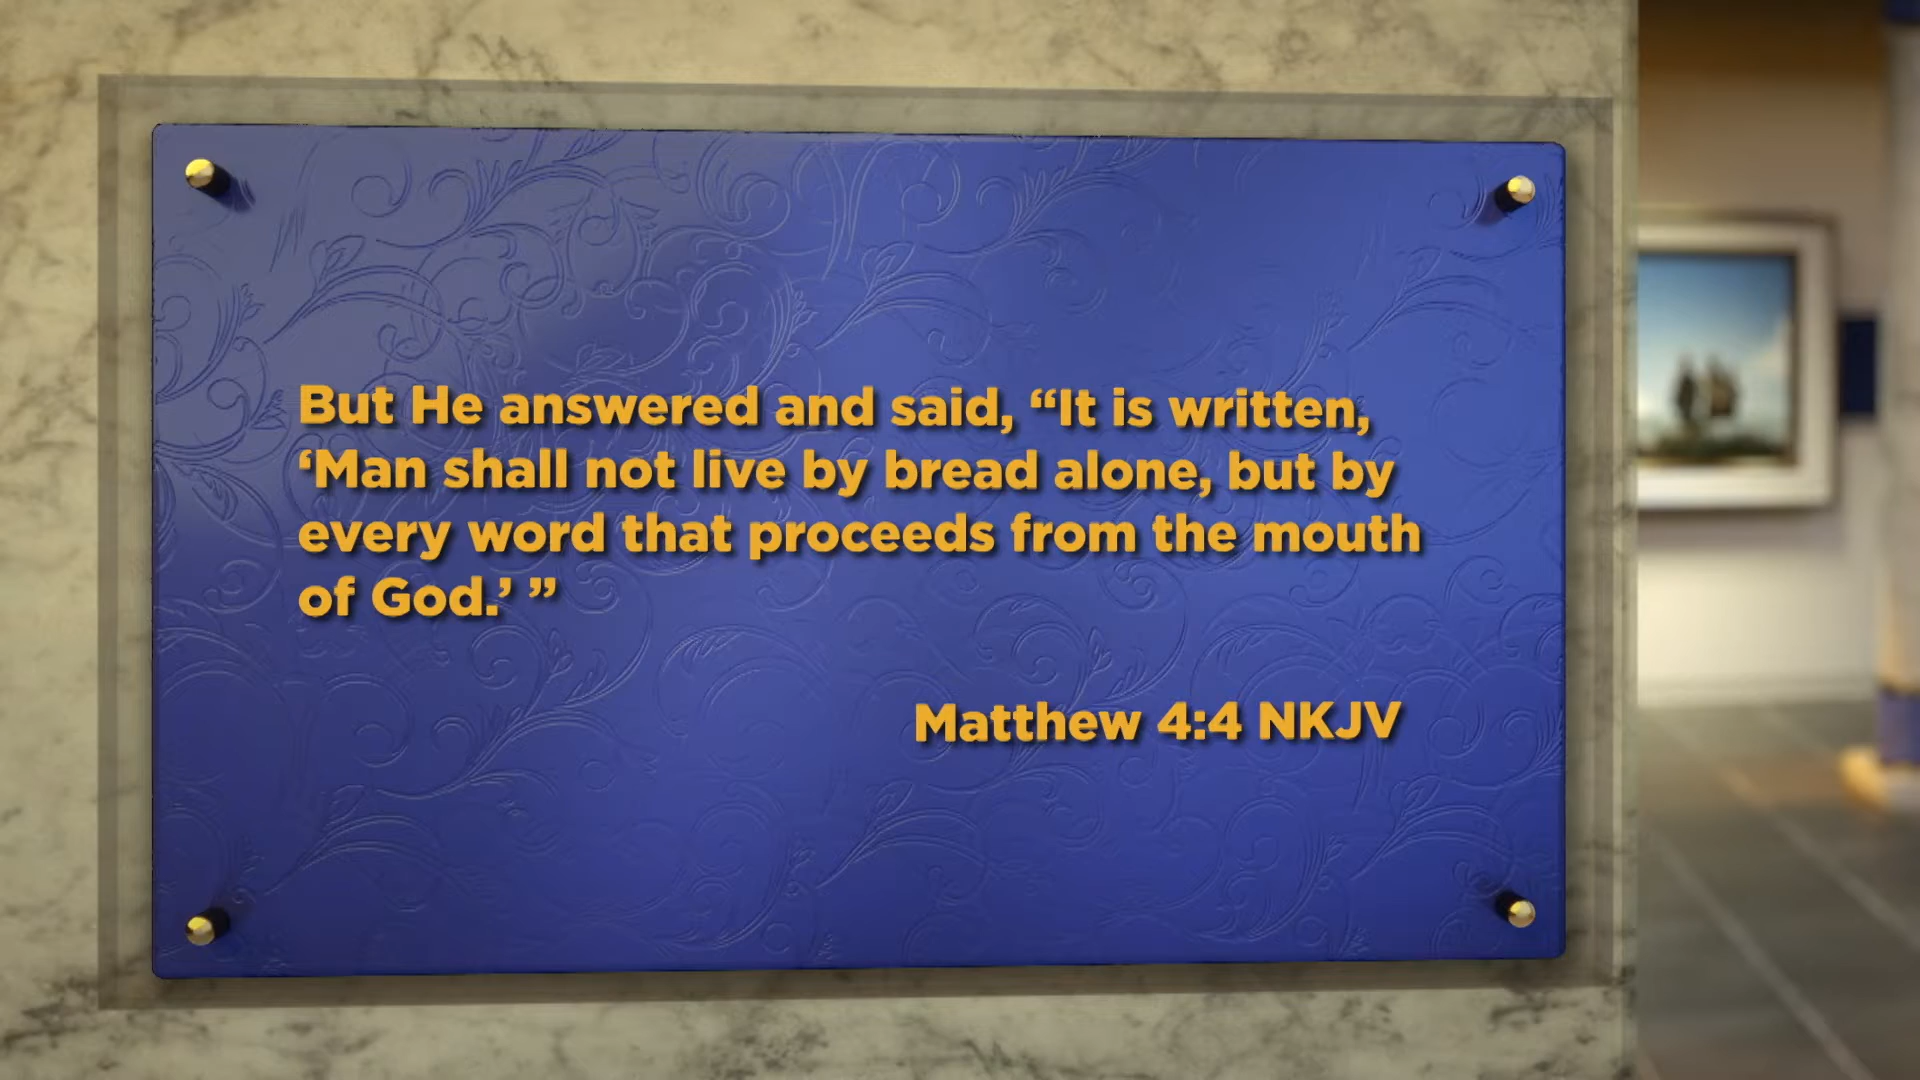 But He answered and said, “It is written,
‘Man shall not live by bread alone, but by
every word that proceeds from the mouth
of God.’ ”
Matthew 4:4 NKJV